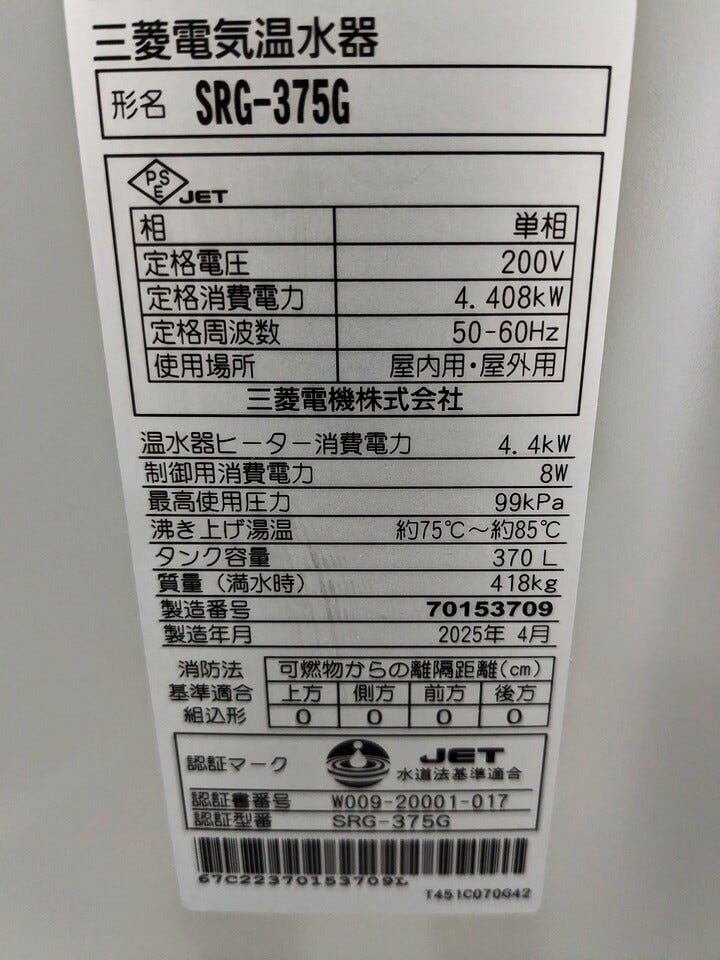 三菱電気温水器
形名 SRG-375G
PSE JET
相 単相
定格電圧 200V
定格消費電力 4.408kW
定格周波数 50-60Hz
使用場所 屋内用・屋外用
三菱電機株式会社
温水器ヒーター消費電力 4.4kW
制御用消費電力 8W
最高使用圧力 99kPa
沸き上げ湯温 約75℃～約85℃
タンク容量 370L
質量（満水時） 418kg
製造番号 70153709
製造年月 2025年 4月
消防法 可燃物からの離隔距離(cm)
基準適合 上方 側方 前方 後方
組込形 0 0 0 0
認証マーク JET
水道法基準適合
認証書番号 W009-20001-017
認証型番 SRG-375G
67C22370153709L
T451C070G42